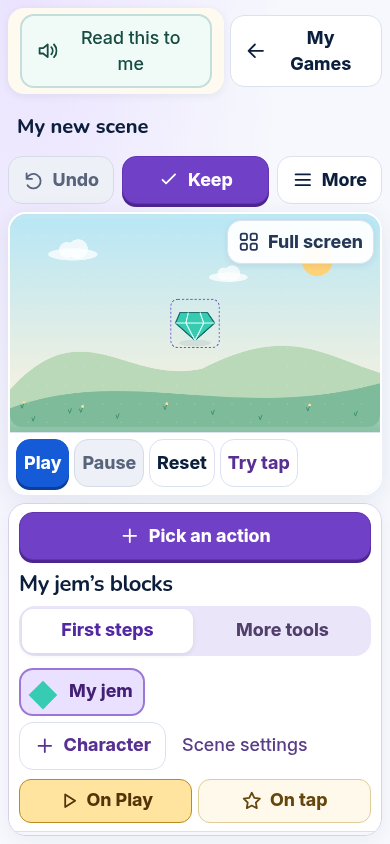 Read this to
me
My
Games
My new scene
Undo
Keep
More
Full screen
Play
Pause
Reset
Try tap
Pick an action
My jem’s blocks
First steps
More tools
My jem
Character
Scene settings
On Play
On tap